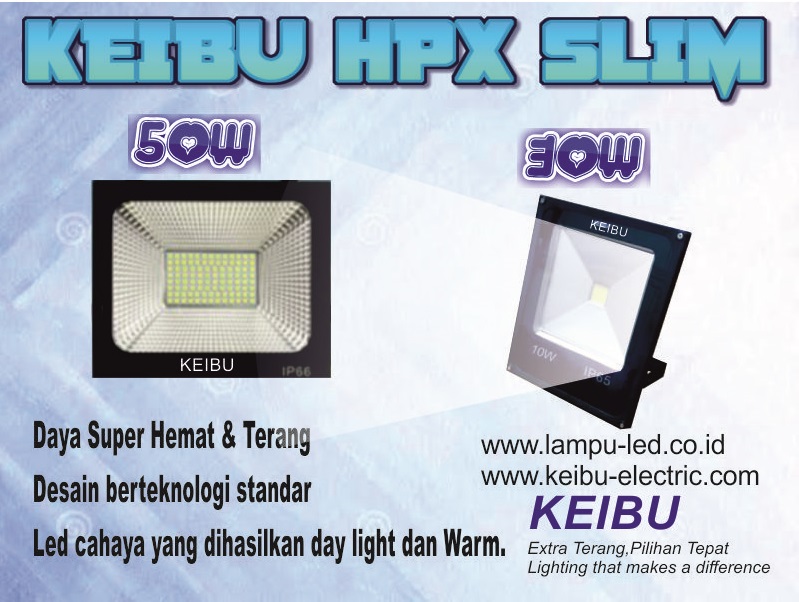 KEIBU HPX SLIM
50W
30W
KEIBU
IP66
KEIBU
10W
IP65
Daya Super Hemat & Terang
Desain berteknologi standar
Led cahaya yang dihasilkan day light dan Warm.
www.lampu-led.co.id
www.keibu-electric.com
KEIBU
Extra Terang,Pilihan Tepat
Lighting that makes a difference